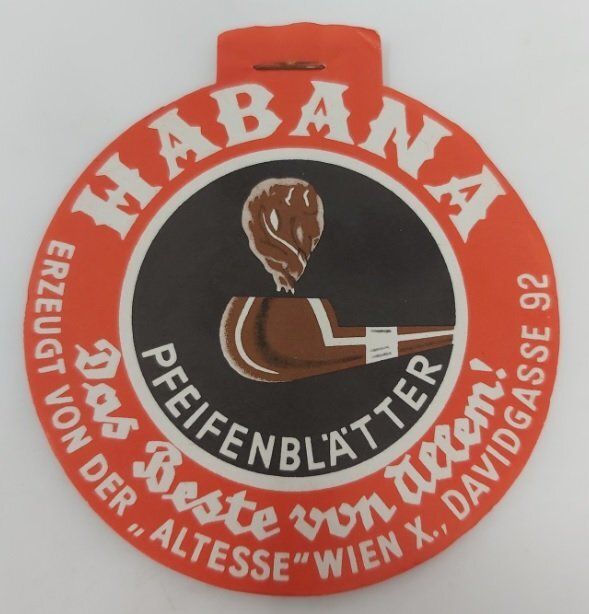 HABANA
PFEIFENBLÄTTER
Das Beste von Allem!
ERZEUGT VON DER „ALTESSE“ WIEN X., DAVIDGASSE 92